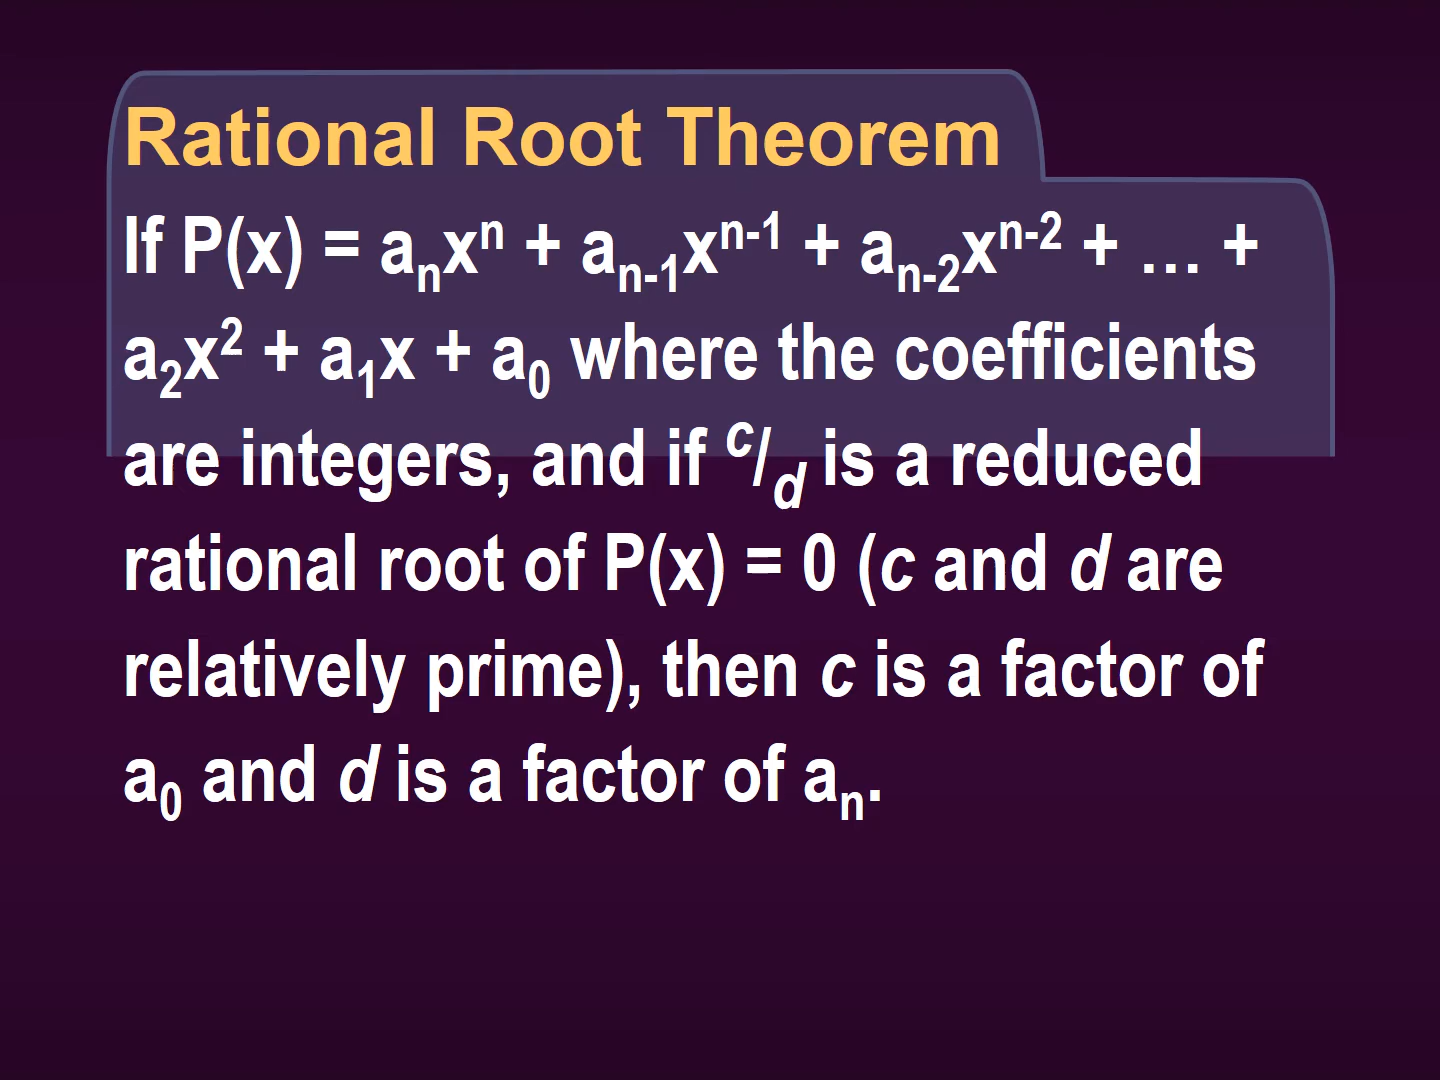 Rational Root Theorem
If P(x) = aₙxⁿ + aₙ₋₁xⁿ⁻¹ + aₙ₋₂xⁿ⁻² + … +
a₂x² + a₁x + a₀ where the coefficients
are integers, and if ᶜ/d is a reduced
rational root of P(x) = 0 (c and d are
relatively prime), then c is a factor of
a₀ and d is a factor of aₙ.